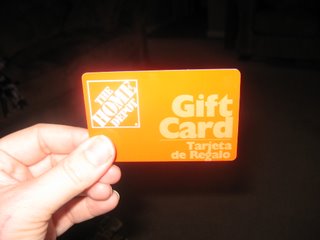 THE
HOME
DEPOT
Gift
Card
Tarjeta
de Regalo